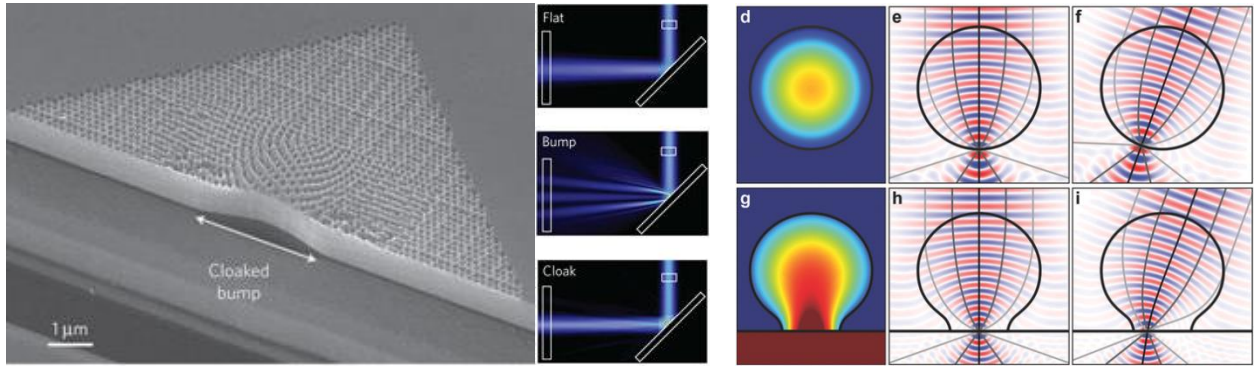 Cloaked
bump
1 μm
Flat
Bump
Cloak
d
e
f
g
h
i